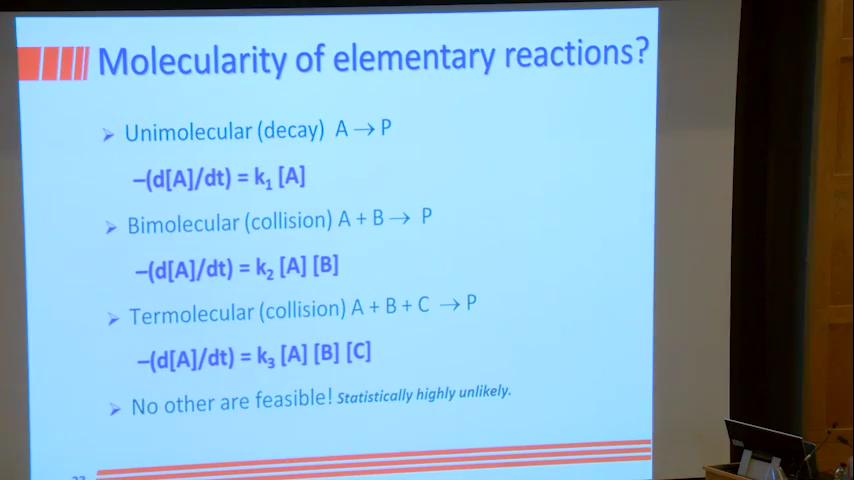 Molecularity of elementary reactions?
➢ Unimolecular (decay) A → P
–(d[A]/dt) = k₁ [A]
➢ Bimolecular (collision) A + B → P
–(d[A]/dt) = k₂ [A] [B]
➢ Termolecular (collision) A + B + C → P
–(d[A]/dt) = k₃ [A] [B] [C]
➢ No other are feasible! Statistically highly unlikely.